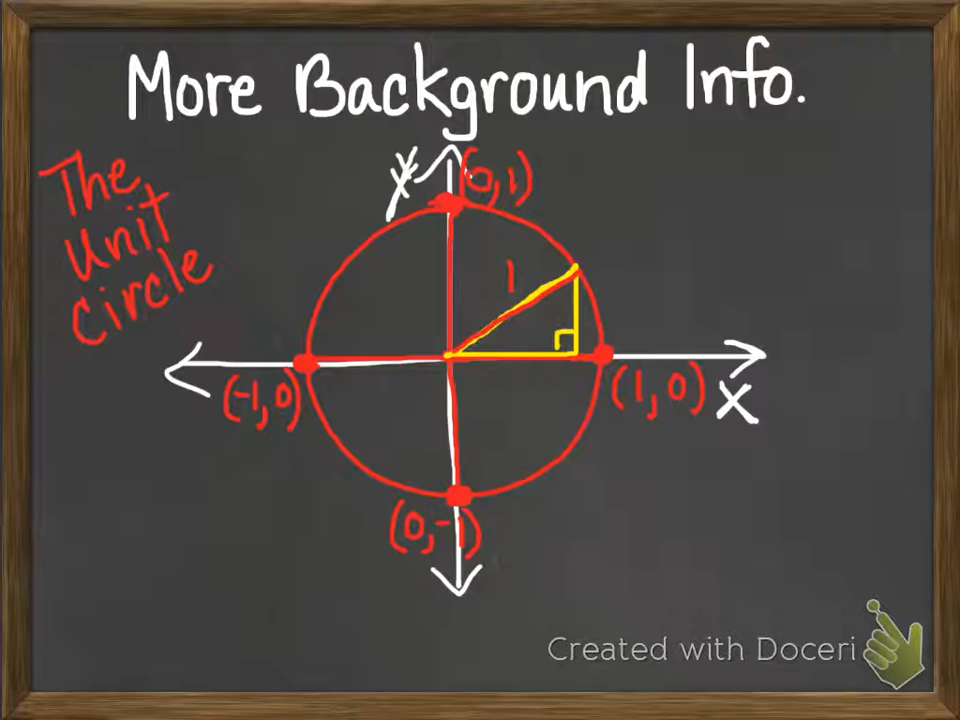 More Background Info.
The
Unit
Circle
y
(0,1)
1
(-1,0)
(1,0)
x
(0,-1)
Created with Doceri